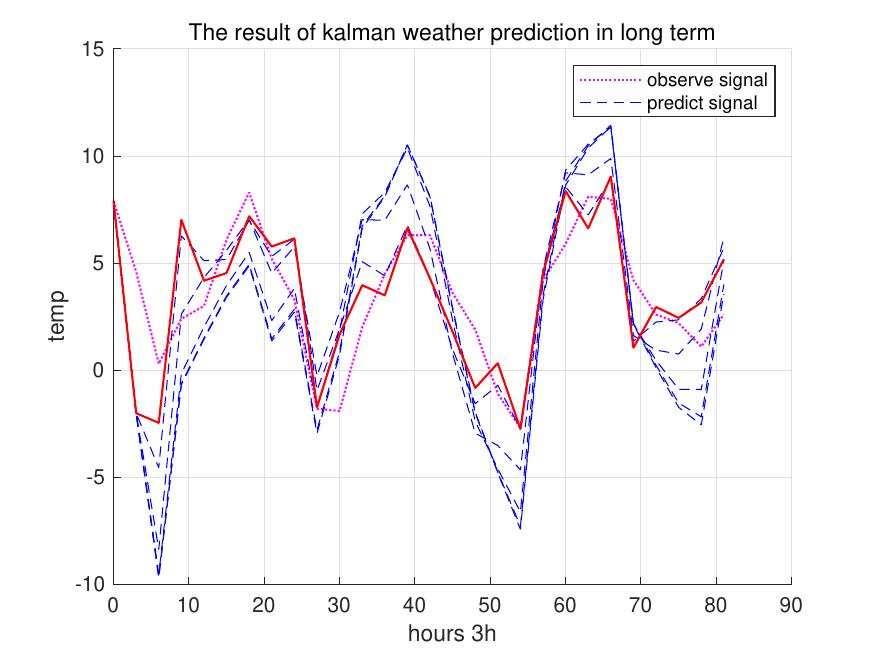 The result of kalman weather prediction in long term
15
10
5
0
-5
-10
temp
observe signal
predict signal
0 10 20 30 40 50 60 70 80 90
hours 3h